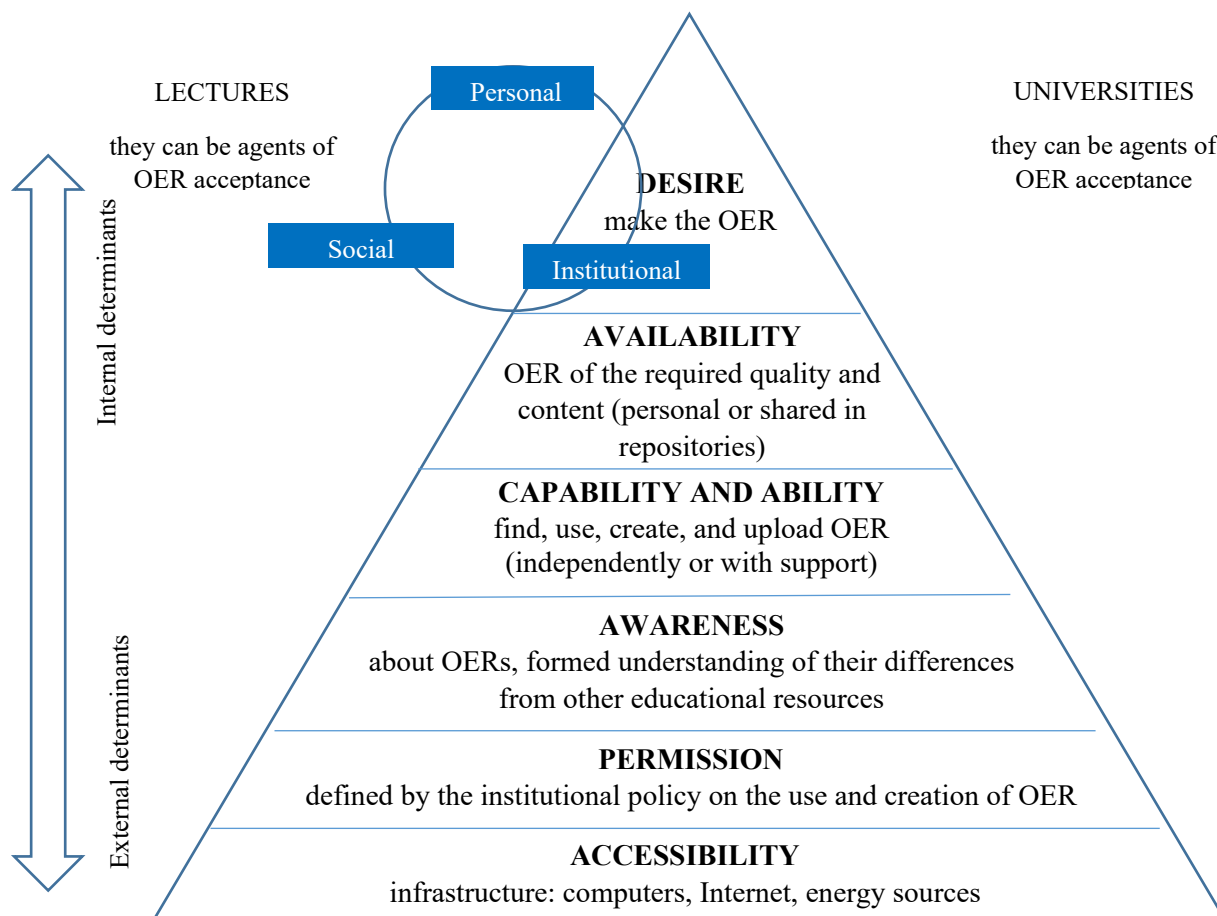 LECTURES
they can be agents of
OER acceptance
Personal
Social
Institutional
UNIVERSITIES
they can be agents of
OER acceptance
Internal determinants
External determinants
DESIRE
make the OER
AVAILABILITY
OER of the required quality and
content (personal or shared in
repositories)
CAPABILITY AND ABILITY
find, use, create, and upload OER
(independently or with support)
AWARENESS
about OERs, formed understanding of their differences
from other educational resources
PERMISSION
defined by the institutional policy on the use and creation of OER
ACCESSIBILITY
infrastructure: computers, Internet, energy sources